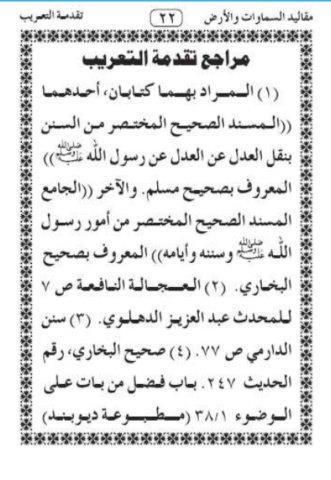 مقاليد السماوات والأرض ٢٢ تقدمة التعريب
مراجع تقدمة التعريب
(١) المراد بهما كتابان، أحدهما
((المسند الصحيح المختصر من السنن
بنقل العدل عن العدل عن رسول الله ﷺ))
المعروف بصحيح مسلم. والآخر ((الجامع
المسند الصحيح المختصر من أمور رسول
الله ﷺ وسننه وأيامه)) المعروف بصحيح
البخاري. (٢) العجالة النافعة ص ٧
للمحدث عبد العزيز الدهلوي. (٣) سنن
الدارمي ص ٧٧. (٤) صحيح البخاري، رقم
الحديث ٢٤٧. باب فضل من بات على
الوضوء ٣٨/١ (مطبوعة ديوبند)